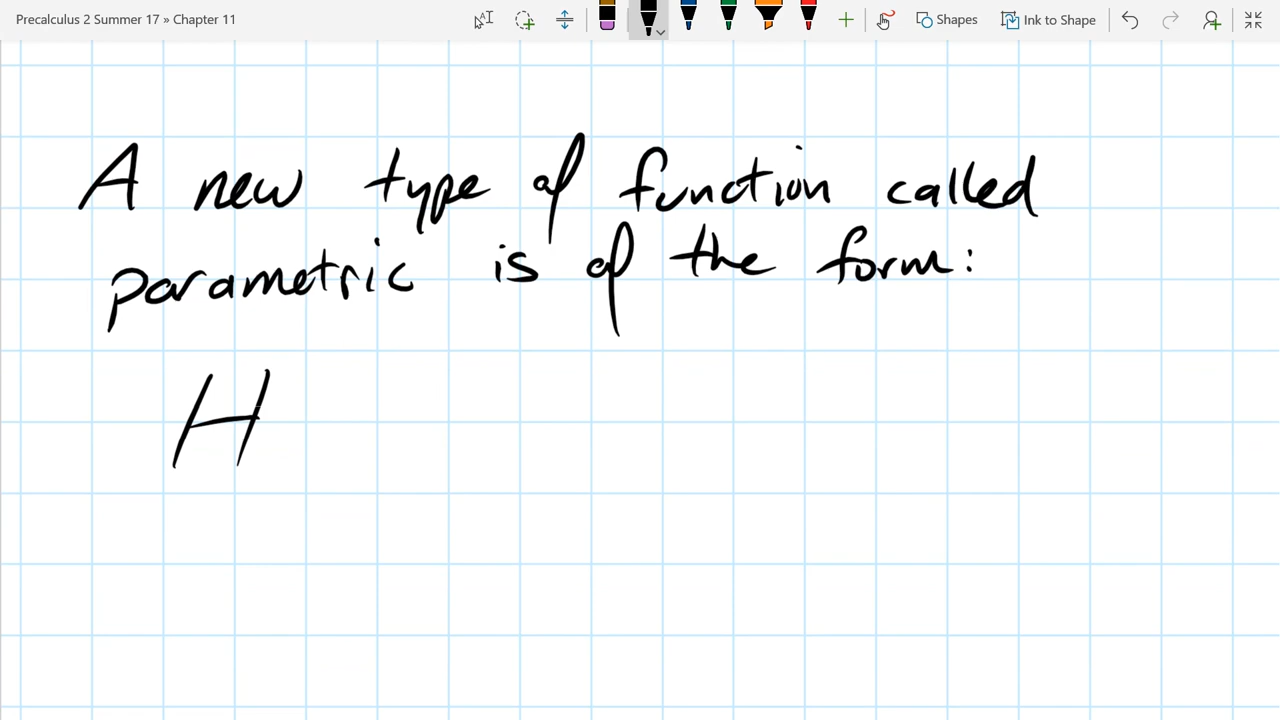 Precalculus 2 Summer 17 » Chapter 11
Shapes
Ink to Shape
A new type of function called
parametric is of the form:
H